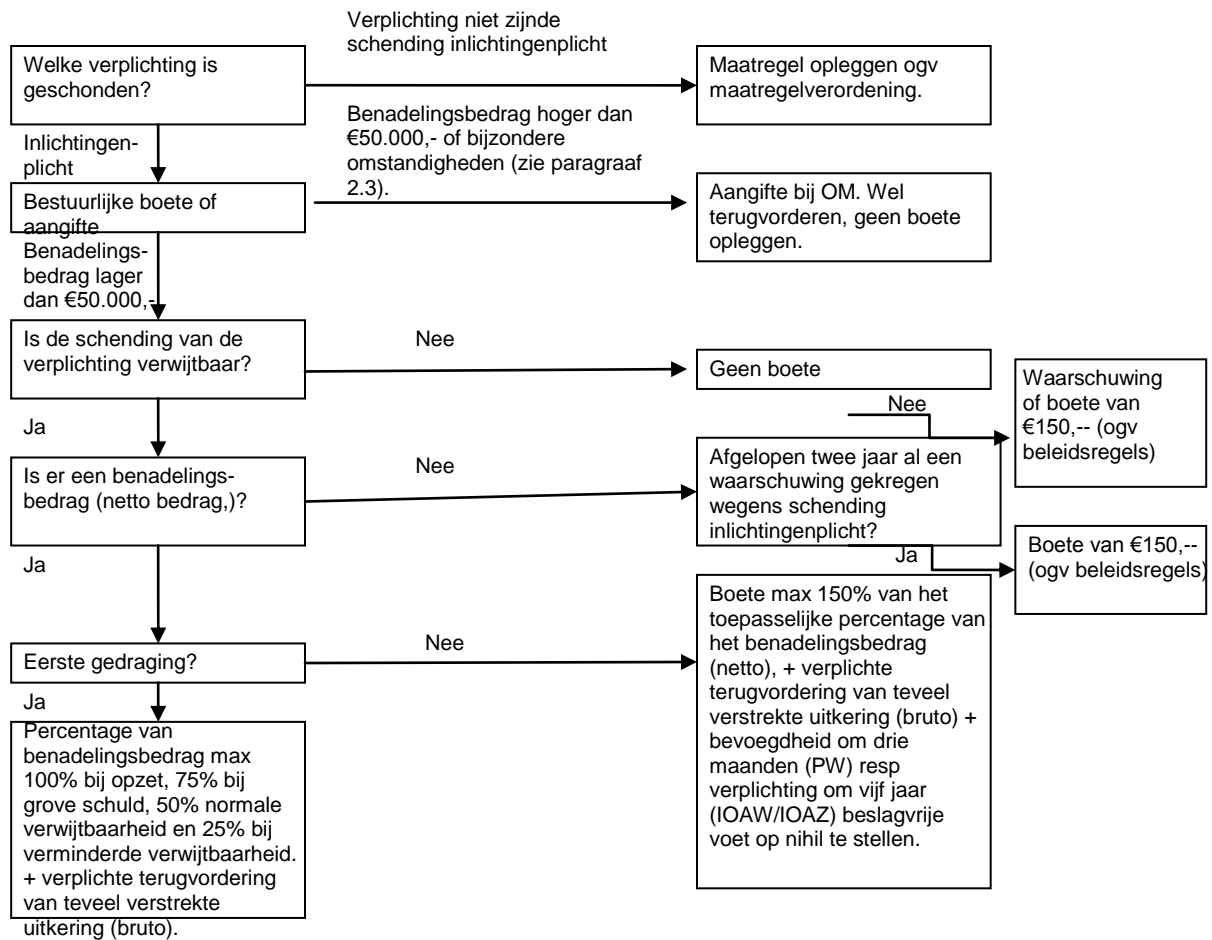 Verplichting niet zijnde
schending inlichtingenplicht
Welke verplichting is
geschonden?
Maatregel opleggen ogv
maatregelverordening.
Inlichtingen-
plicht
Benadelingsbedrag hoger dan
€50.000,- of bijzondere
omstandigheden (zie paragraaf
2.3).
Bestuurlijke boete of
aangifte
Aangifte bij OM. Wel
terugvorderen, geen boete
opleggen.
Benadelings-
bedrag lager
dan €50.000,-
Is de schending van de
verplichting verwijtbaar?
Nee
Geen boete
Ja
Nee
Waarschuwing
of boete van
€150,-- (ogv
beleidsregels)
Is er een benadelings-
bedrag (netto bedrag,)?
Nee
Afgelopen twee jaar al een
waarschuwing gekregen
wegens schending
inlichtingenplicht?
Ja
Ja
Boete van €150,--
(ogv beleidsregels)
Eerste gedraging?
Nee
Boete max 150% van het
toepasselijke percentage van
het benadelingsbedrag
(netto), + verplichte
terugvordering van teveel
verstrekte uitkering (bruto) +
bevoegdheid om drie
maanden (PW) resp
verplichting om vijf jaar
(IOAW/IOAZ) beslagvrije
voet op nihil te stellen.
Ja
Percentage van
benadelingsbedrag max
100% bij opzet, 75% bij
grove schuld, 50% normale
verwijtbaarheid en 25% bij
verminderde verwijtbaarheid.
+ verplichte terugvordering
van teveel verstrekte
uitkering (bruto).